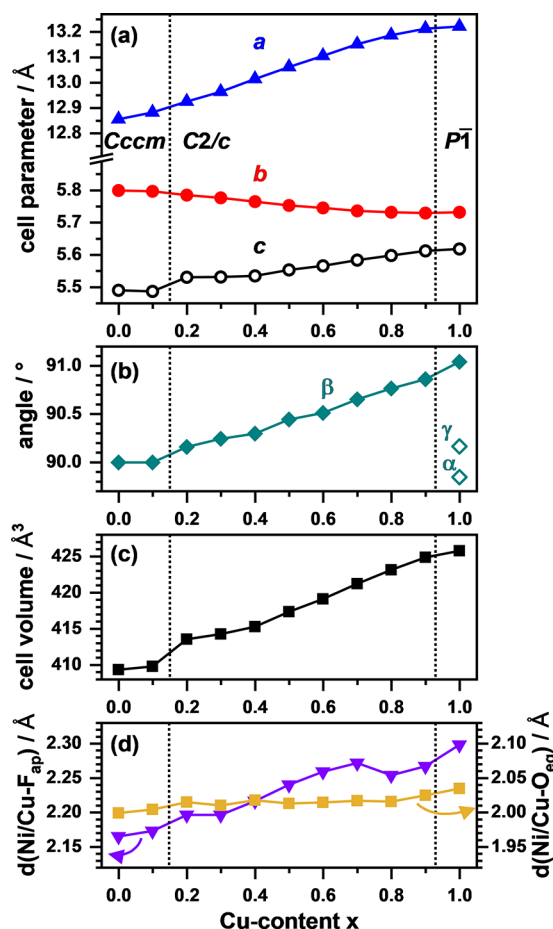 (a)
a
13.2
13.1
13.0
12.9
12.8
Cccm
C2/c
P1̅
cell parameter / Å
b
5.8
5.7
c
5.6
5.5
0.0 0.2 0.4 0.6 0.8 1.0
(b)
91.0
β
angle / °
90.5
γ
90.0
α
0.0 0.2 0.4 0.6 0.8 1.0
(c)
425
cell volume / Å³
420
415
410
0.0 0.2 0.4 0.6 0.8 1.0
(d)
2.30 2.10
d(Ni/Cu-Fap) / Å
2.25 2.05
d(Ni/Cu-Oeq) / Å
2.20 2.00
2.15 1.95
0.0 0.2 0.4 0.6 0.8 1.0
Cu-content x